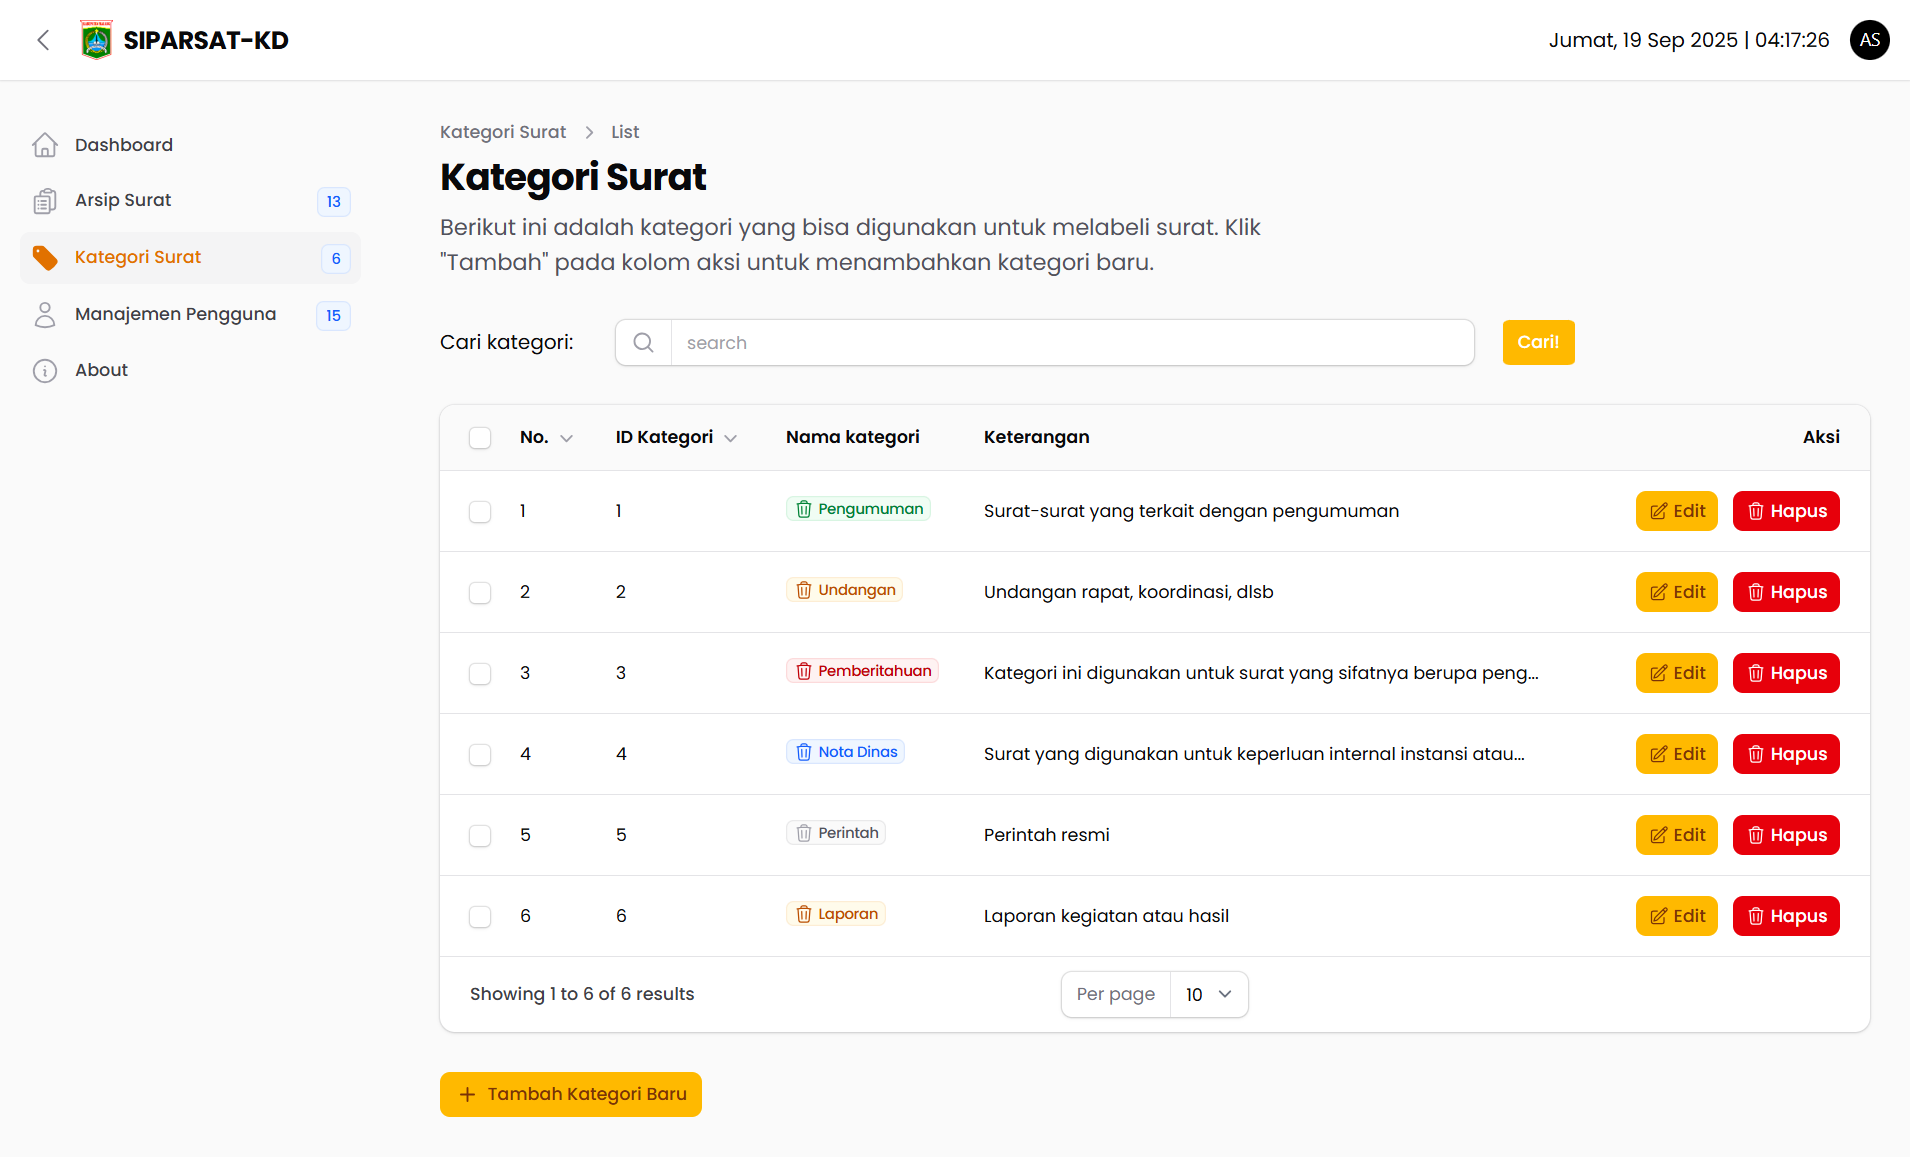 SIPARSAT-KD
Jumat, 19 Sep 2025 | 04:17:26
AS
Dashboard
Arsip Surat 13
Kategori Surat 6
Manajemen Pengguna 15
About
Kategori Surat > List
Kategori Surat
Berikut ini adalah kategori yang bisa digunakan untuk melabeli surat. Klik
"Tambah" pada kolom aksi untuk menambahkan kategori baru.
Cari kategori: search Cari!
No. ID Kategori Nama kategori Keterangan Aksi
1 1 Pengumuman Surat-surat yang terkait dengan pengumuman Edit Hapus
2 2 Undangan Undangan rapat, koordinasi, dlsb Edit Hapus
3 3 Pemberitahuan Kategori ini digunakan untuk surat yang sifatnya berupa peng... Edit Hapus
4 4 Nota Dinas Surat yang digunakan untuk keperluan internal instansi atau... Edit Hapus
5 5 Perintah Perintah resmi Edit Hapus
6 6 Laporan Laporan kegiatan atau hasil Edit Hapus
Showing 1 to 6 of 6 results Per page 10
+ Tambah Kategori Baru